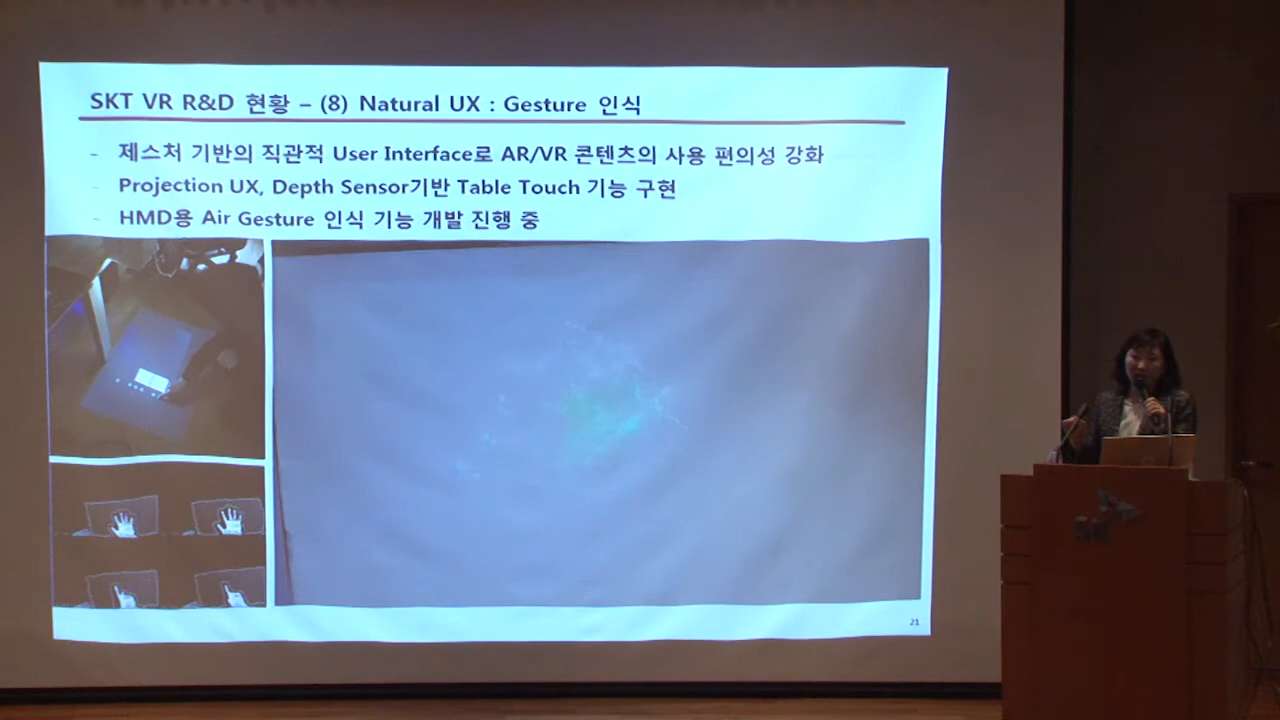 SKT VR R&D 현황 – (8) Natural UX : Gesture 인식
- 제스처 기반의 직관적 User Interface로 AR/VR 콘텐츠의 사용 편의성 강화
- Projection UX, Depth Sensor기반 Table Touch 기능 구현
- HMD용 Air Gesture 인식 기능 개발 진행 중
21